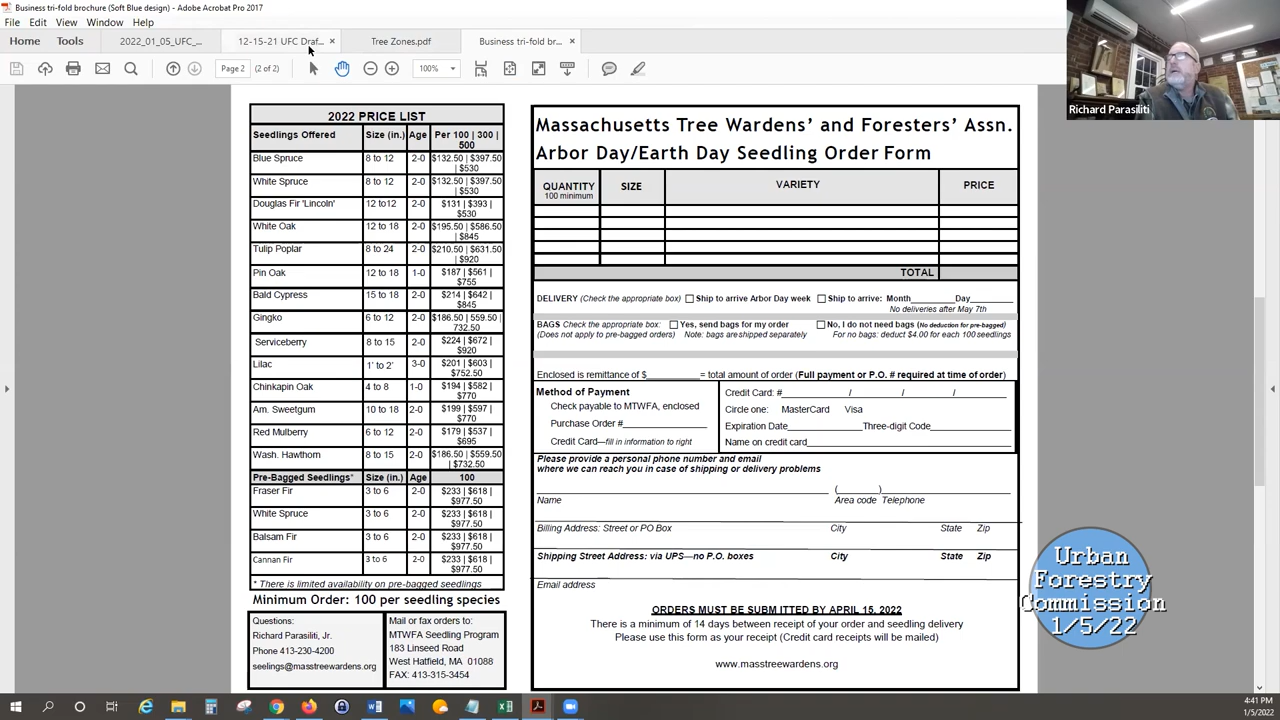 Business tri-fold brochure (Soft Blue design) - Adobe Acrobat Pro 2017
File Edit View Window Help
Home Tools 2022_01_05_UFC_... 12-15-21 UFC Draf... × Tree Zones.pdf Business tri-fold br... ×
Page 2 (2 of 2) 100%
Richard Parasiliti
2022 PRICE LIST
Seedlings Offered Size (in.) Age Per 100 | 300 |
500
Blue Spruce 8 to 12 2-0 $132.50 | $397.50
| $530
White Spruce 8 to 12 2-0 $132.50 | $397.50
| $530
Douglas Fir 'Lincoln' 12 to12 2-0 $131 | $393 |
$530
White Oak 12 to 18 2-0 $195.50 | $586.50
| $845
Tulip Poplar 8 to 24 2-0 $210.50 | $631.50
| $920
Pin Oak 12 to 18 1-0 $187 | $561 |
$755
Bald Cypress 15 to 18 2-0 $214 | $642 |
$845
Gingko 6 to 12 2-0 $186.50 | 559.50 |
732.50
Serviceberry 8 to 15 2-0 $224 | $672 |
$920
Lilac 1' to 2' 3-0 $201 | $603 |
$752.50
Chinkapin Oak 4 to 8 1-0 $194 | $582 |
$770
Am. Sweetgum 10 to 18 2-0 $199 | $597 |
$770
Red Mulberry 6 to 12 2-0 $179 | $537 |
$695
Wash. Hawthorn 8 to 15 2-0 $186.50 | $559.50
| $732.50
Pre-Bagged Seedlings* Size (in.) Age 100
Fraser Fir 3 to 6 2-0 $233 | $618 |
$977.50
White Spruce 3 to 6 2-0 $233 | $618 |
$977.50
Balsam Fir 3 to 6 2-0 $233 | $618 |
$977.50
Cannan Fir 3 to 6 2-0 $233 | $618 |
$977.50
* There is limited availability on pre-bagged seedlings
Minimum Order: 100 per seedling species
Questions:
Richard Parasiliti, Jr.
Phone 413-230-4200
seelings@masstreewardens.org
Mail or fax orders to:
MTWFA Seedling Program
183 Linseed Road
West Hatfield, MA 01088
FAX: 413-315-3454
Massachusetts Tree Wardens' and Foresters' Assn.
Arbor Day/Earth Day Seedling Order Form
QUANTITY SIZE VARIETY PRICE
100 minimum
TOTAL
DELIVERY (Check the appropriate box) Ship to arrive Arbor Day week Ship to arrive: Month_______Day_______
No deliveries after May 7th
BAGS Check the appropriate box: Yes, send bags for my order No, I do not need bags (No deduction for pre-bagged)
(Does not apply to pre-bagged orders) Note: bags are shipped separately For no bags: deduct $4.00 for each 100 seedlings
Enclosed is remittance of $_________= total amount of order (Full payment or P.O. # required at time of order)
Method of Payment
Check payable to MTWFA, enclosed
Purchase Order #______________
Credit Card—fill in information to right
Credit Card: #___________/__________/_________/_________
Circle one: MasterCard Visa
Expiration Date____________Three-digit Code____________
Name on credit card______________________________
Please provide a personal phone number and email
where we can reach you in case of shipping or delivery problems
(______)
Name Area code Telephone
Billing Address: Street or PO Box City State Zip
Shipping Street Address: via UPS—no P.O. boxes City State Zip
Email address
ORDERS MUST BE SUBMITTED BY APRIL 15, 2022
There is a minimum of 14 days between receipt of your order and seedling delivery
Please use this form as your receipt (Credit card receipts will be mailed)
www.masstreewardens.org
Urban
Forestry
Commission
1/5/22
4:41 PM
1/5/2022